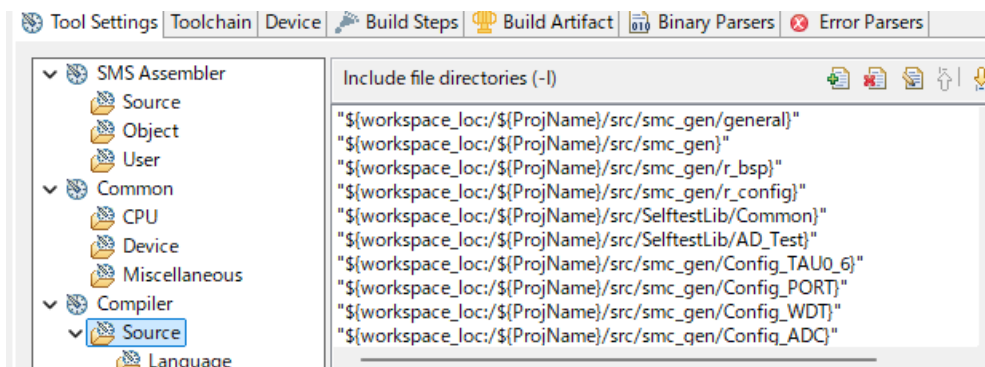 Tool Settings Toolchain Device Build Steps Build Artifact Binary Parsers Error Parsers
SMS Assembler
Source
Object
User
Common
CPU
Device
Miscellaneous
Compiler
Source
Language
Include file directories (-I)
"${workspace_loc:/${ProjName}/src/smc_gen/general}"
"${workspace_loc:/${ProjName}/src/smc_gen}"
"${workspace_loc:/${ProjName}/src/smc_gen/r_bsp}"
"${workspace_loc:/${ProjName}/src/smc_gen/r_config}"
"${workspace_loc:/${ProjName}/src/SelftestLib/Common}"
"${workspace_loc:/${ProjName}/src/SelftestLib/AD_Test}"
"${workspace_loc:/${ProjName}/src/smc_gen/Config_TAU0_6}"
"${workspace_loc:/${ProjName}/src/smc_gen/Config_PORT}"
"${workspace_loc:/${ProjName}/src/smc_gen/Config_WDT}"
"${workspace_loc:/${ProjName}/src/smc_gen/Config_ADC}"